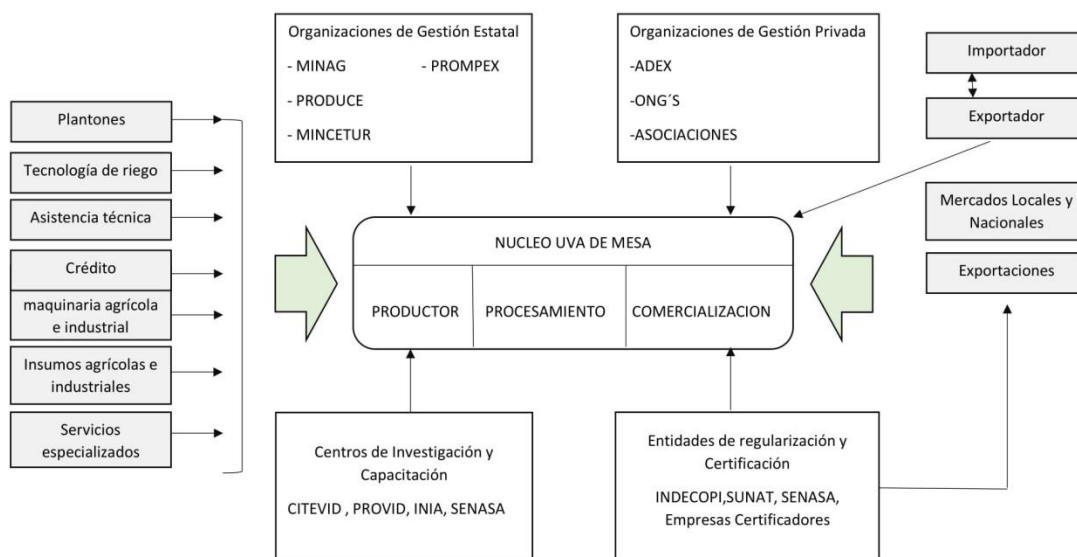 Organizaciones de Gestión Estatal
- MINAG - PROMPEX
- PRODUCE
- MINCETUR
Organizaciones de Gestión Privada
-ADEX
-ONG´S
-ASOCIACIONES
Importador
Exportador
Mercados Locales y
Nacionales
Exportaciones
Plantones
Tecnología de riego
Asistencia técnica
Crédito
maquinaria agrícola
e industrial
Insumos agrícolas e
industriales
Servicios
especializados
NUCLEO UVA DE MESA
PRODUCTOR PROCESAMIENTO COMERCIALIZACION
Centros de Investigación y
Capacitación
CITEVID , PROVID, INIA, SENASA
Entidades de regularización y
Certificación
INDECOPI,SUNAT, SENASA,
Empresas Certificadores